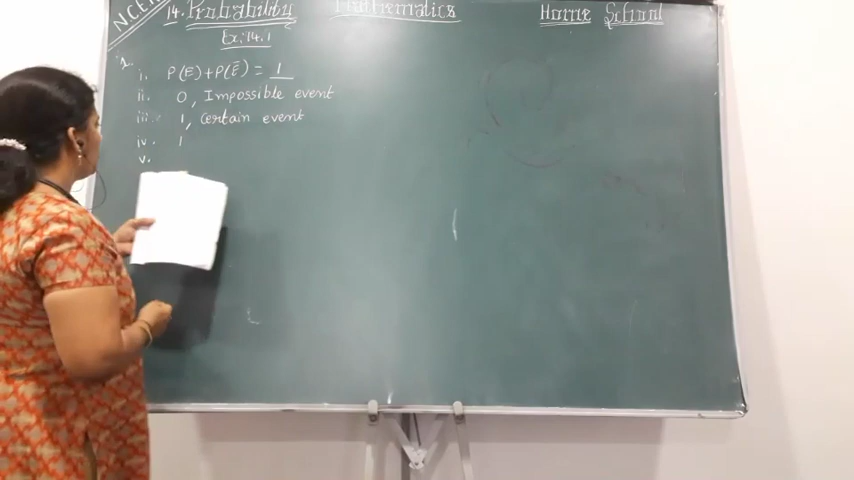 NCER
14. Probability
Mathematics
Home School
Ex: 14.1
1.
i. P(E)+P(Ē) = 1
ii. 0, Impossible event
iii. 1, certain event
iv. 1
v.